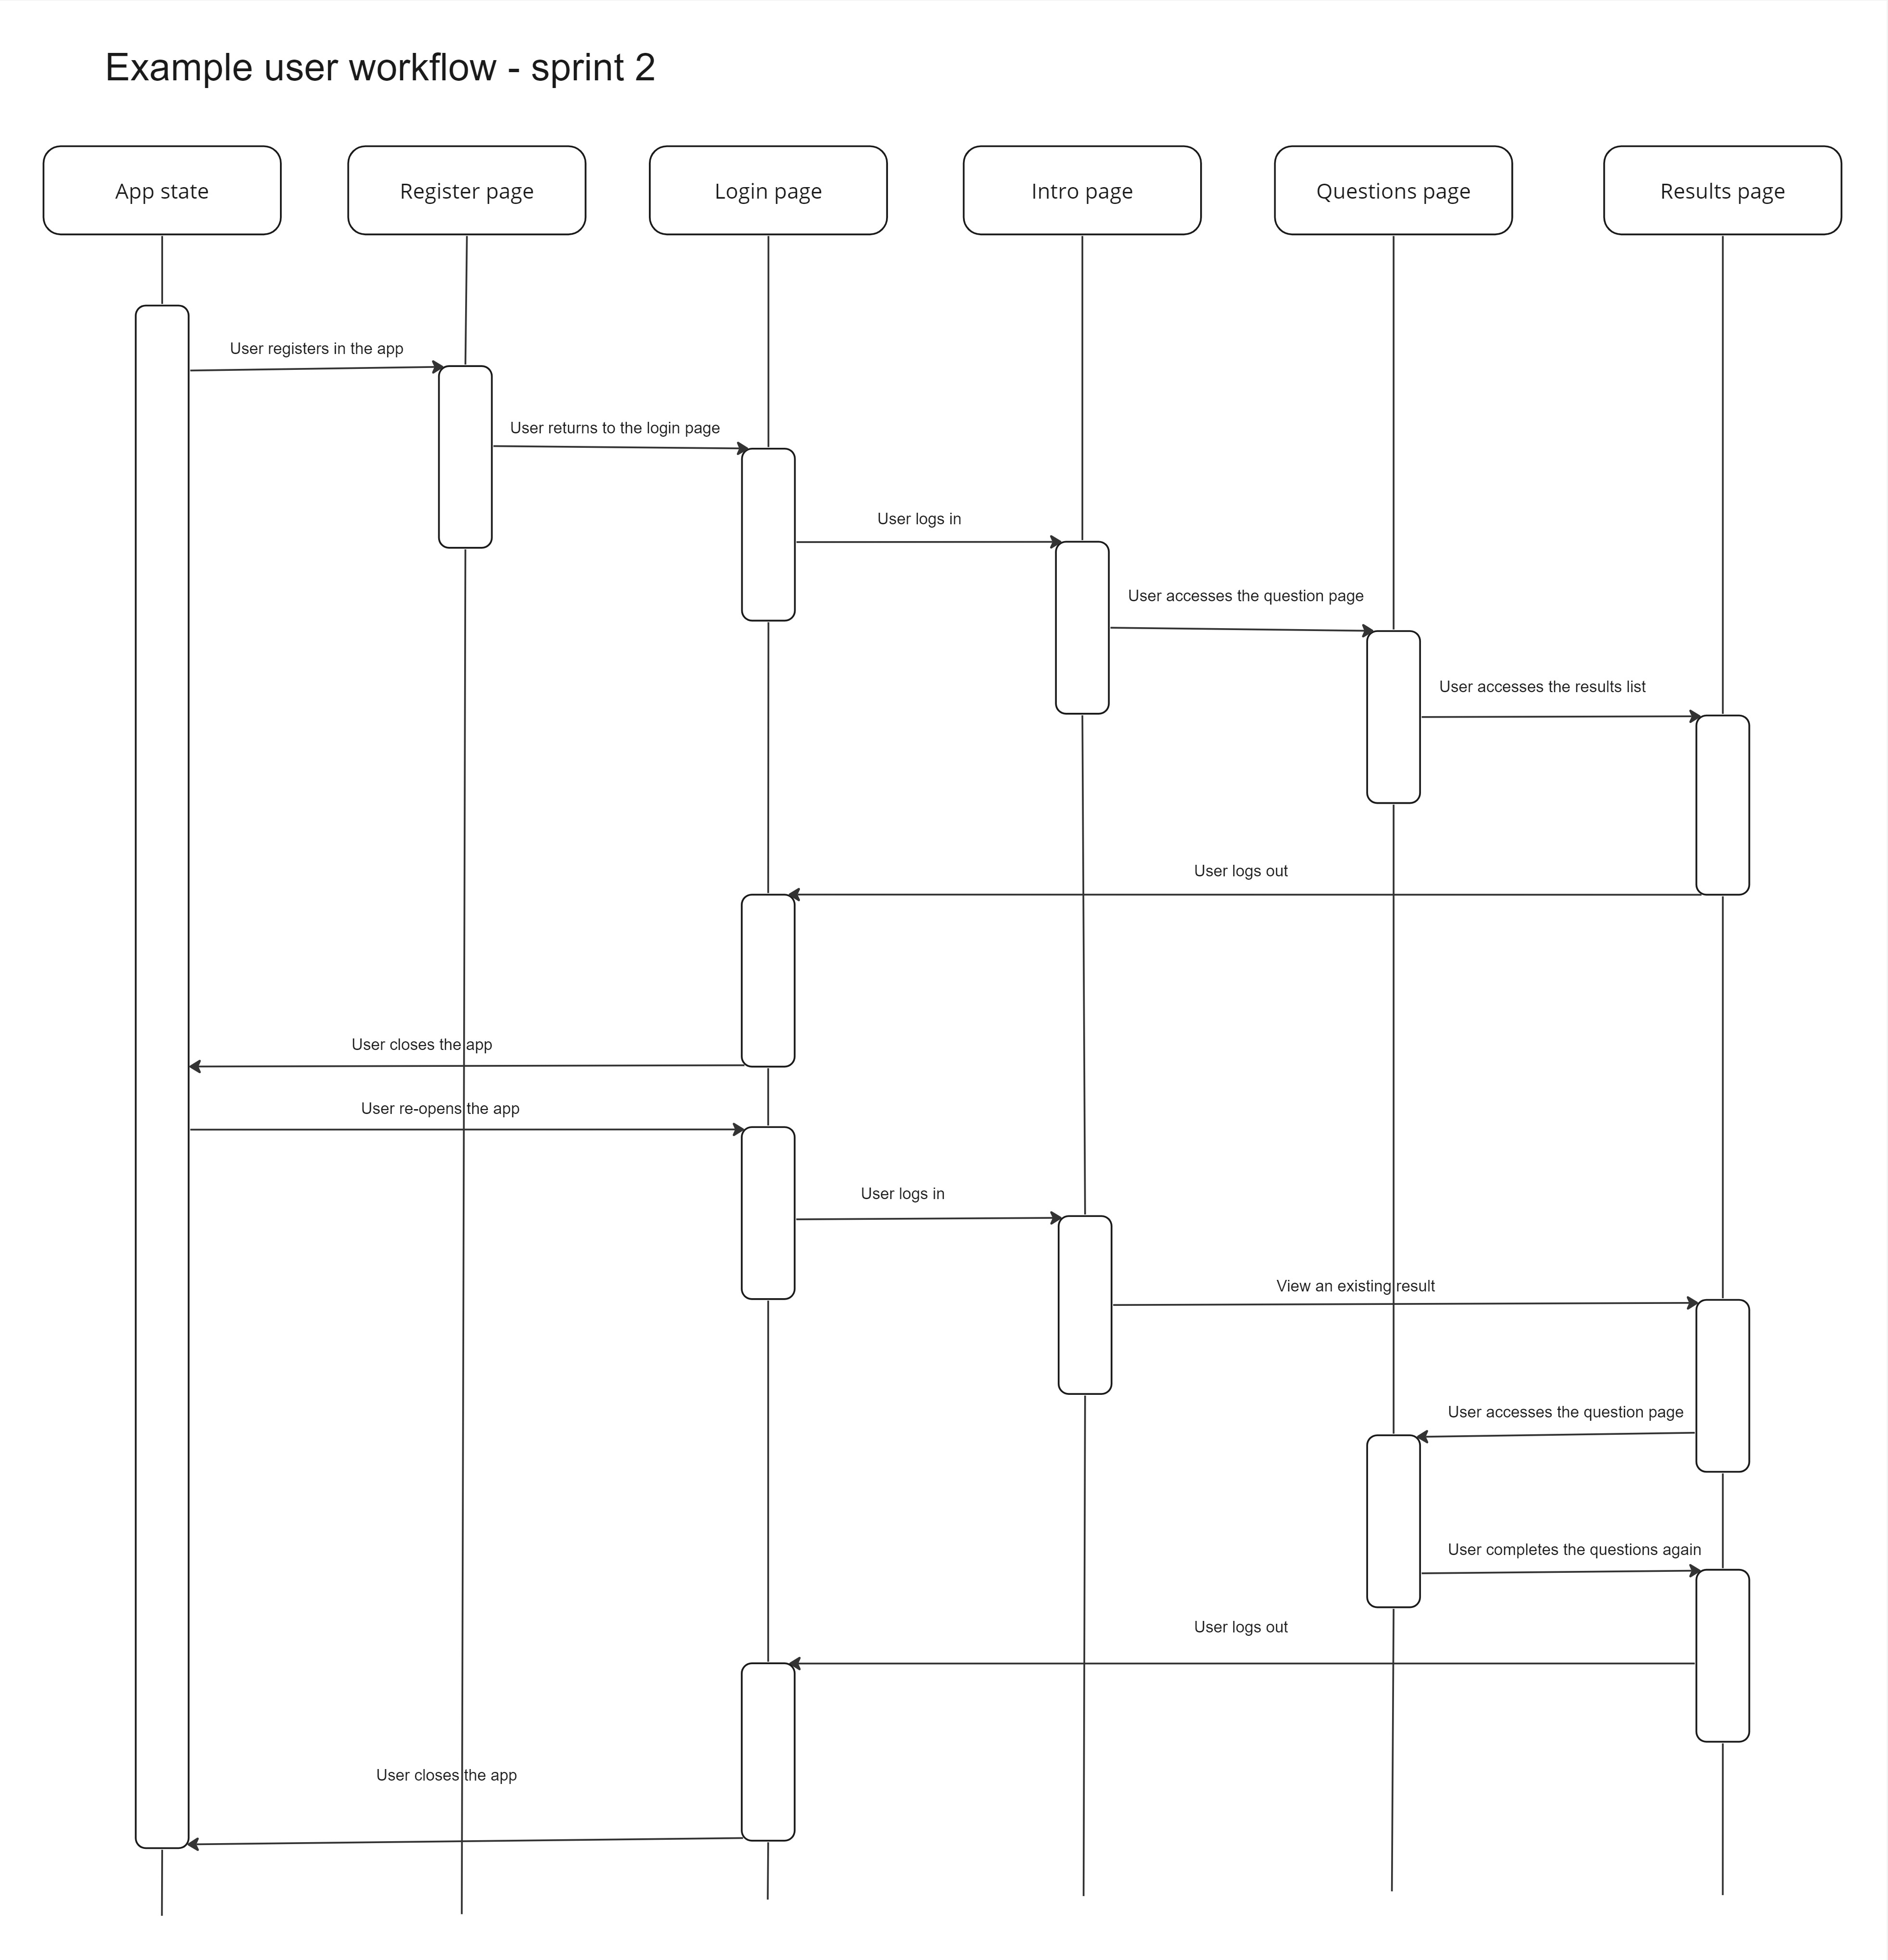 Example user workflow - sprint 2
App state
Register page
Login page
Intro page
Questions page
Results page
User registers in the app
User returns to the login page
User logs in
User accesses the question page
User accesses the results list
User logs out
User closes the app
User re-opens the app
User logs in
View an existing result
User accesses the question page
User completes the questions again
User logs out
User closes the app